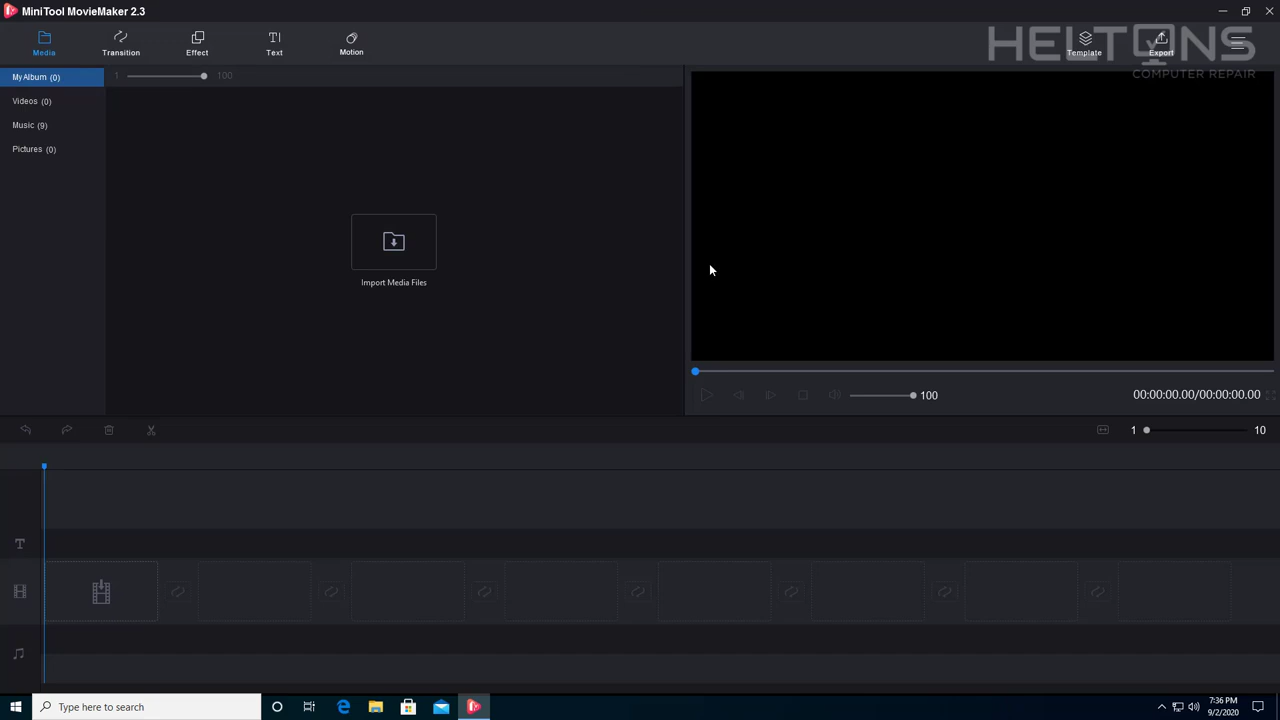 MiniTool MovieMaker 2.3
Media
Transition
Effect
Text
Motion
Template
Export
HELTONS
COMPUTER REPAIR
MyAlbum (0)
1
100
Videos (0)
Music (9)
Pictures (0)
Import Media Files
100
00:00:00.00/00:00:00.00
1
10
Type here to search
7:36 PM
9/2/2020